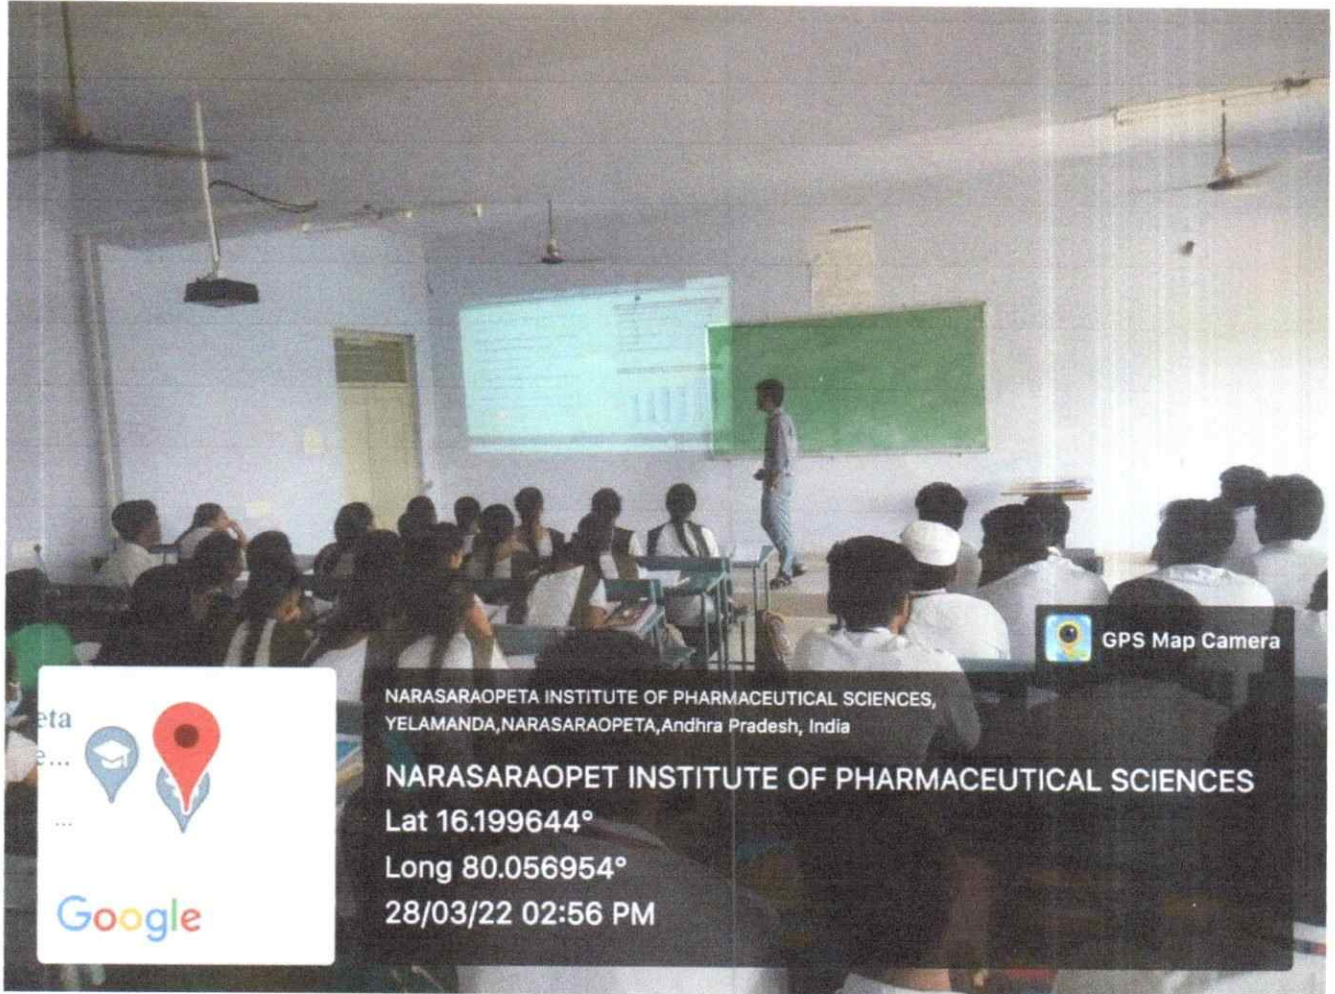 GPS Map Camera
NARASARAOPETA INSTITUTE OF PHARMACEUTICAL SCIENCES,
YELAMANDA,NARASARAOPETA,Andhra Pradesh, India
NARASARAOPET INSTITUTE OF PHARMACEUTICAL SCIENCES
Lat 16.199644°
Long 80.056954°
28/03/22 02:56 PM
eta
e...
...
Google